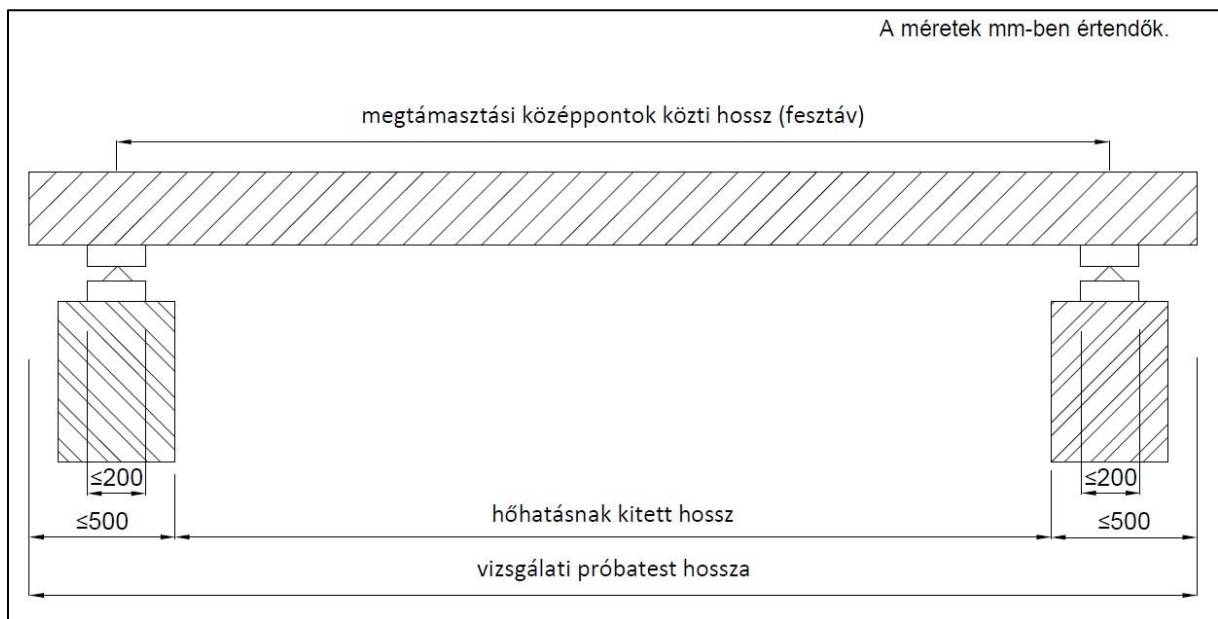 A méretek mm-ben értendők.
megtámasztási középpontok közti hossz (fesztáv)
≤200
≤200
≤500
hőhatásnak kitett hossz
≤500
vizsgálati próbatest hossza